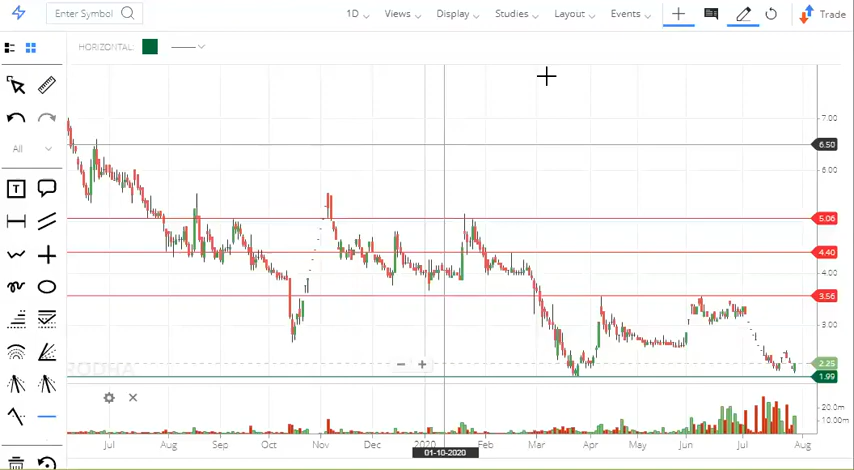 Enter Symbol 1D Views Display Studies Layout Events Trade
HORIZONTAL:
7.00
6.50
6.00
5.06
4.40
4.00
3.56
3.00
2.25
1.99
All
T
RODHA
20.0m
10.00m
Jul Aug Sep Oct Nov Dec 2020 Feb Mar Apr May Jun Jul Aug
01-10-2020